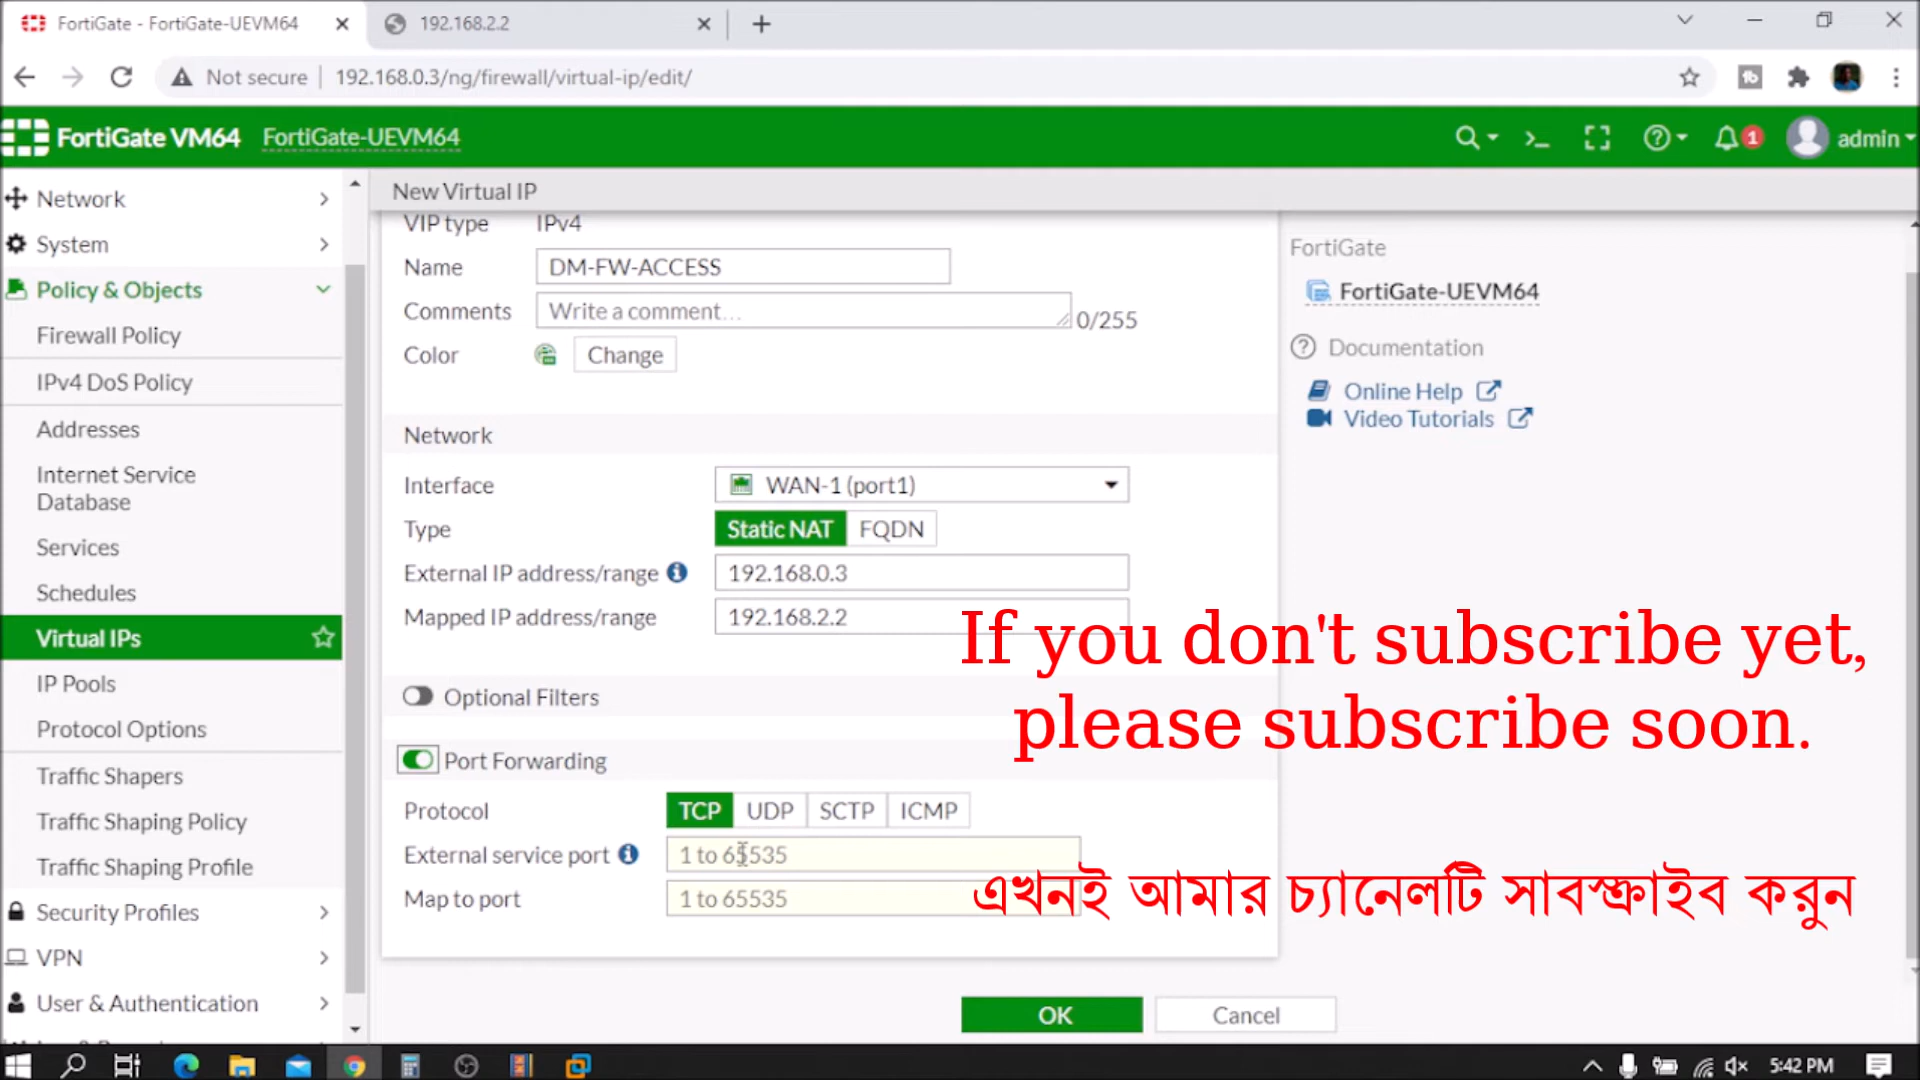 FortiGate - FortiGate-UEVM64
192.168.2.2
Not secure
192.168.0.3/ng/firewall/virtual-ip/edit/
FortiGate VM64
FortiGate-UEVM64
1
admin
Network
System
Policy & Objects
Firewall Policy
IPv4 DoS Policy
Addresses
Internet Service
Database
Services
Schedules
Virtual IPs
IP Pools
Protocol Options
Traffic Shapers
Traffic Shaping Policy
Traffic Shaping Profile
Security Profiles
VPN
User & Authentication
New Virtual IP
VIP type IPv4
Name DM-FW-ACCESS
Comments Write a comment... 0/255
Color Change
Network
Interface WAN-1 (port1)
Type Static NAT FQDN
External IP address/range 192.168.0.3
Mapped IP address/range 192.168.2.2
Optional Filters
Port Forwarding
Protocol TCP UDP SCTP ICMP
External service port 1 to 65535
Map to port 1 to 65535
OK Cancel
FortiGate
FortiGate-UEVM64
Documentation
Online Help
Video Tutorials
If you don't subscribe yet,
please subscribe soon.
এখনই আমার চ্যানেলটি সাবস্ক্রাইব করুন
5:42 PM